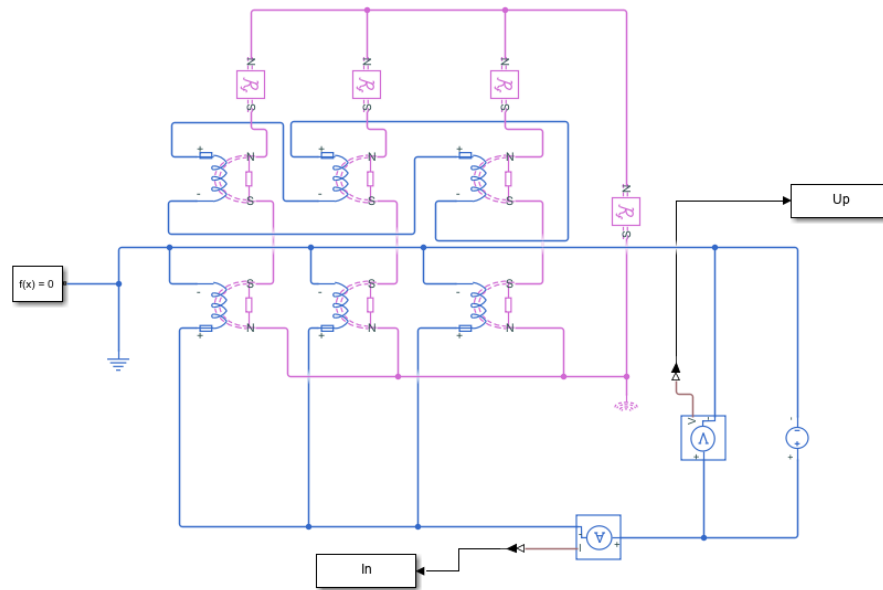 N N N
S S S
+ N + N + N
- S - S - S
N
S
Up
f(x) = 0
- S - S - S
+ N + N + N
V -
V
+
-
- +
+
- A +
I
In